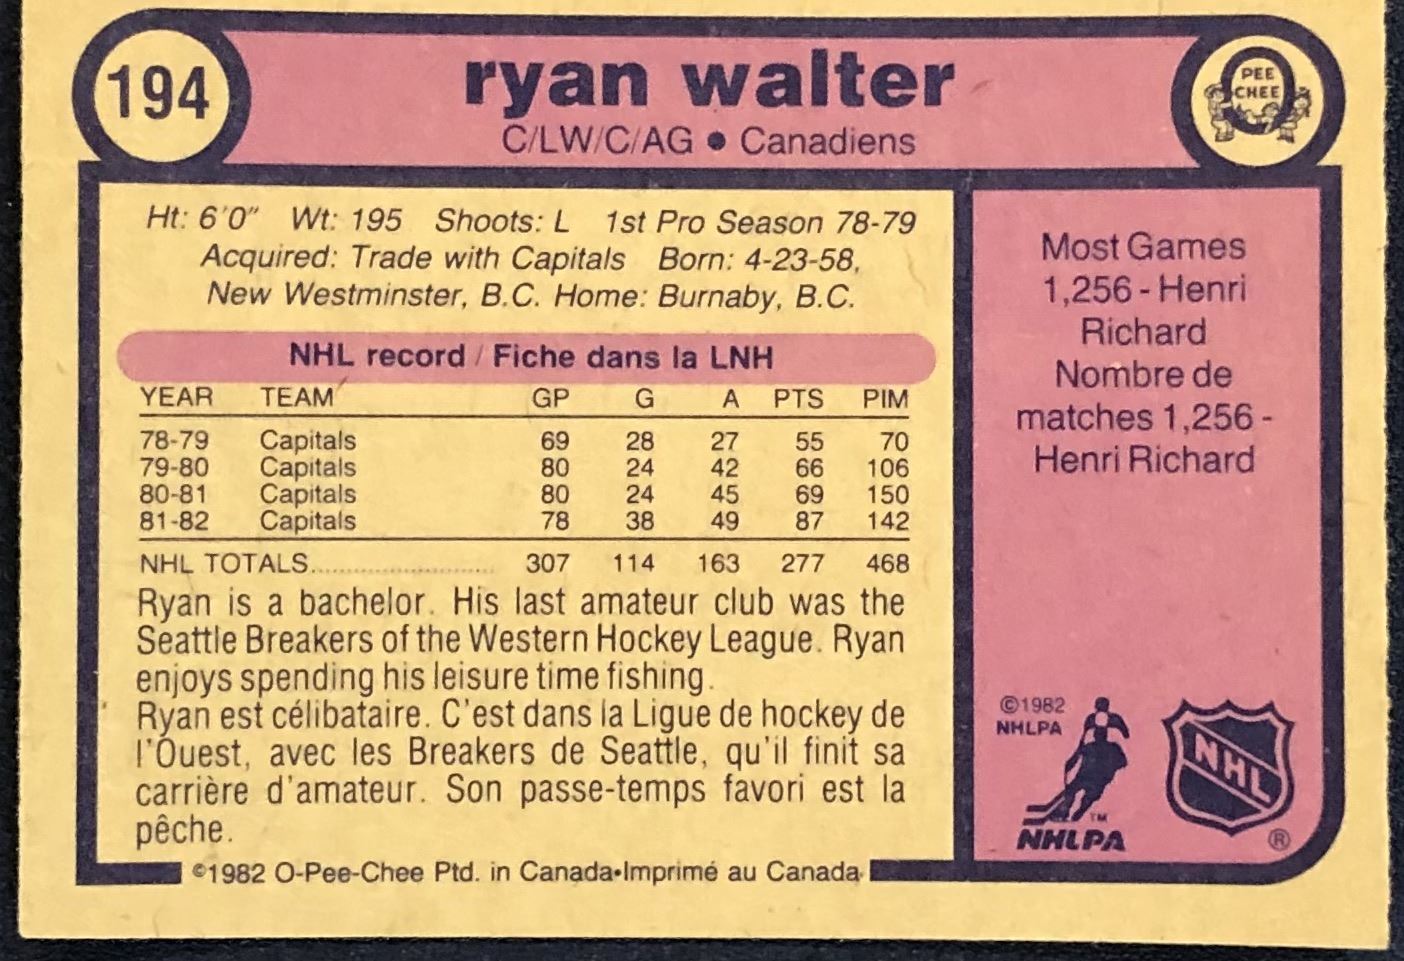 194
ryan walter
PEE
CHEE
C/LW/C/AG • Canadiens
Ht: 6'0" Wt: 195 Shoots: L 1st Pro Season 78-79
Acquired: Trade with Capitals Born: 4-23-58,
New Westminster, B.C. Home: Burnaby, B.C.
NHL record / Fiche dans la LNH
YEAR TEAM GP G A PTS PIM
78-79 Capitals 69 28 27 55 70
79-80 Capitals 80 24 42 66 106
80-81 Capitals 80 24 45 69 150
81-82 Capitals 78 38 49 87 142
NHL TOTALS........................ 307 114 163 277 468
Ryan is a bachelor. His last amateur club was the
Seattle Breakers of the Western Hockey League. Ryan
enjoys spending his leisure time fishing.
Ryan est célibataire. C'est dans la Ligue de hockey de
l'Ouest, avec les Breakers de Seattle, qu'il finit sa
carrière d'amateur. Son passe-temps favori est la
pêche.
Most Games
1,256 - Henri
Richard
Nombre de
matches 1,256 -
Henri Richard
©1982
NHLPA
TM
NHLPA
NHL
®
©1982 O-Pee-Chee Ptd. in Canada•Imprimé au Canada